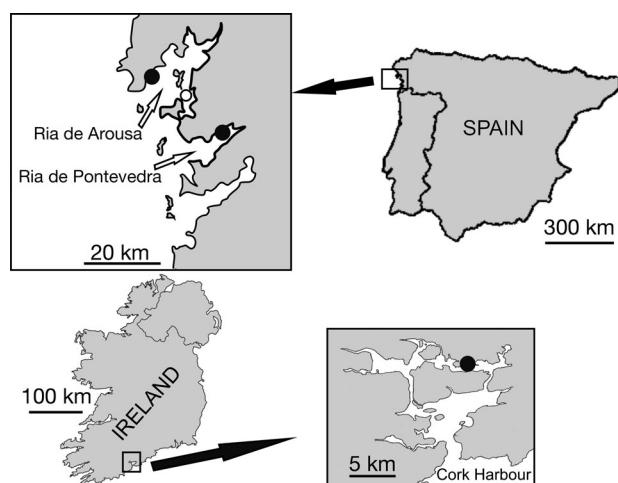 Ria de Arousa
Ria de Pontevedra
20 km
SPAIN
300 km
100 km
IRELAND
5 km
Cork Harbour